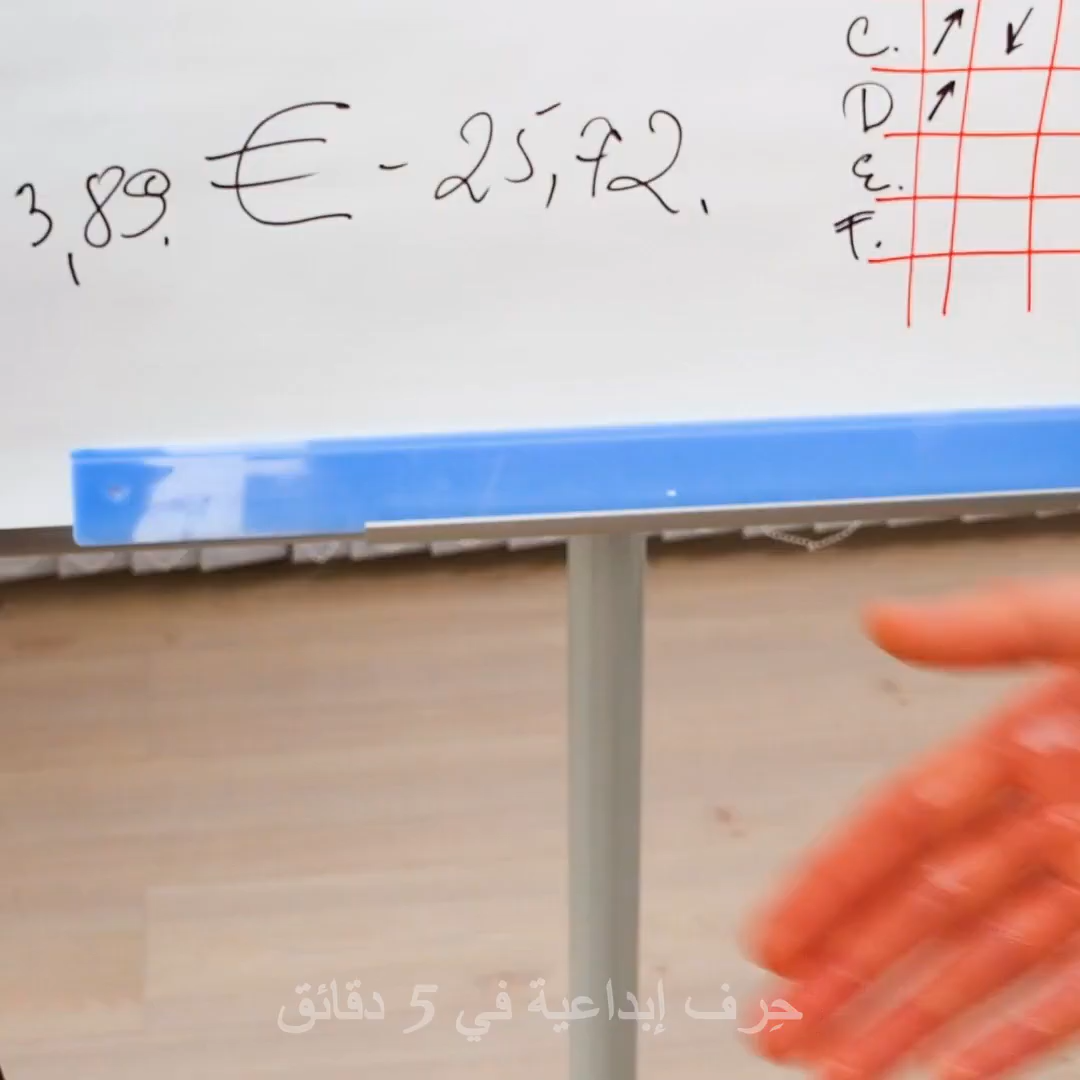 3,89. € - 25,72.
C. ↗ ↙
D ↗
E.
F.
حِرف إبداعية في 5 دقائق